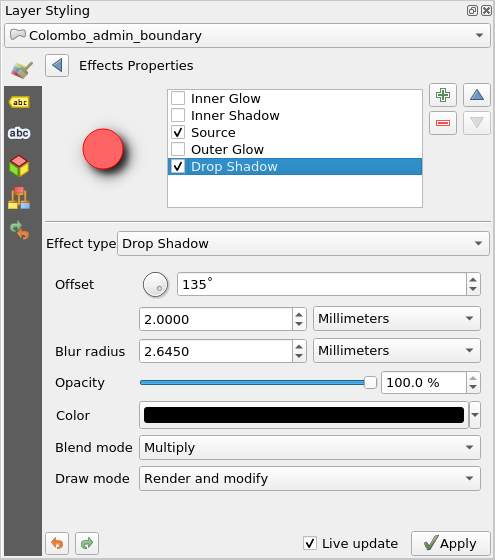 Layer Styling
Colombo_admin_boundary
Effects Properties
abc
abc
Inner Glow
Inner Shadow
Source
Outer Glow
Drop Shadow
Effect type Drop Shadow
Offset 135˚
2.0000 Millimeters
Blur radius 2.6450 Millimeters
Opacity 100.0 %
Color
Blend mode Multiply
Draw mode Render and modify
Live update Apply